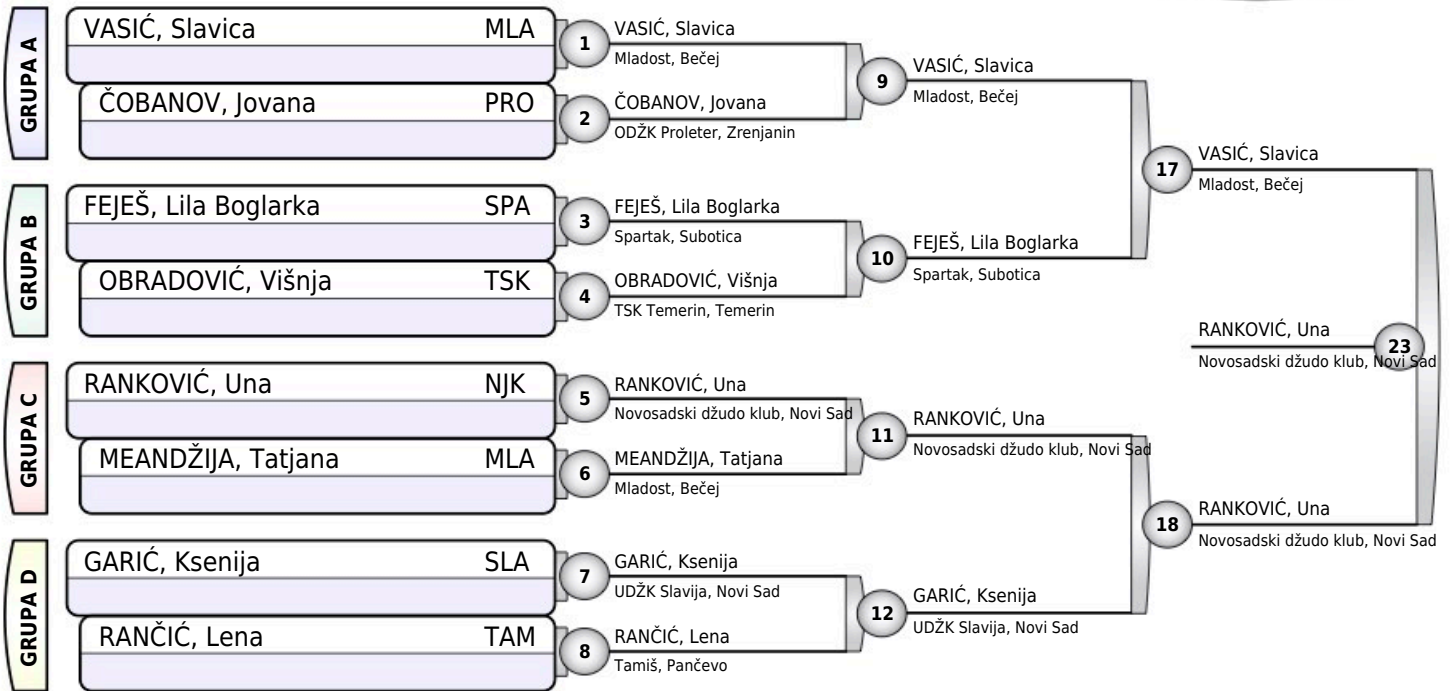 GRUPA A
VASIĆ, Slavica MLA
ČOBANOV, Jovana PRO
GRUPA B
FEJEŠ, Lila Boglarka SPA
OBRADOVIĆ, Višnja TSK
GRUPA C
RANKOVIĆ, Una NJK
MEANDŽIJA, Tatjana MLA
GRUPA D
GARIĆ, Ksenija SLA
RANČIĆ, Lena TAM
1
VASIĆ, Slavica
Mladost, Bečej
2
ČOBANOV, Jovana
ODŽK Proleter, Zrenjanin
3
FEJEŠ, Lila Boglarka
Spartak, Subotica
4
OBRADOVIĆ, Višnja
TSK Temerin, Temerin
5
RANKOVIĆ, Una
Novosadski džudo klub, Novi Sad
6
MEANDŽIJA, Tatjana
Mladost, Bečej
7
GARIĆ, Ksenija
UDŽK Slavija, Novi Sad
8
RANČIĆ, Lena
Tamiš, Pančevo
9
VASIĆ, Slavica
Mladost, Bečej
10
FEJEŠ, Lila Boglarka
Spartak, Subotica
11
RANKOVIĆ, Una
Novosadski džudo klub, Novi Sad
12
GARIĆ, Ksenija
UDŽK Slavija, Novi Sad
17
VASIĆ, Slavica
Mladost, Bečej
18
RANKOVIĆ, Una
Novosadski džudo klub, Novi Sad
23
RANKOVIĆ, Una
Novosadski džudo klub, Novi Sad